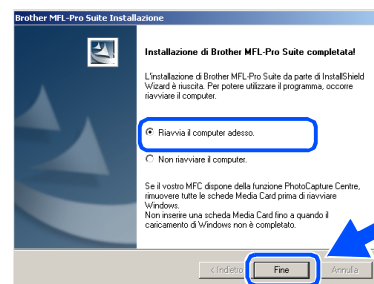 Brother MFL-Pro Suite Installazione
Installazione di Brother MFL-Pro Suite completata!
L'installazione di Brother MFL-Pro Suite da parte di InstallShield
Wizard è riuscita. Per potere utilizzare il programma, occorre
riavviare il computer.
Riavvia il computer adesso.
Non riavviare il computer.
Se il vostro MFC dispone della funzione PhotoCapture Centre,
rimuovere tutte le schede Media Card prima di riavviare
Windows.
Non inserire una scheda Media Card fino a quando il
caricamento di Windows non è completato.
< Indietro
Fine
Annulla